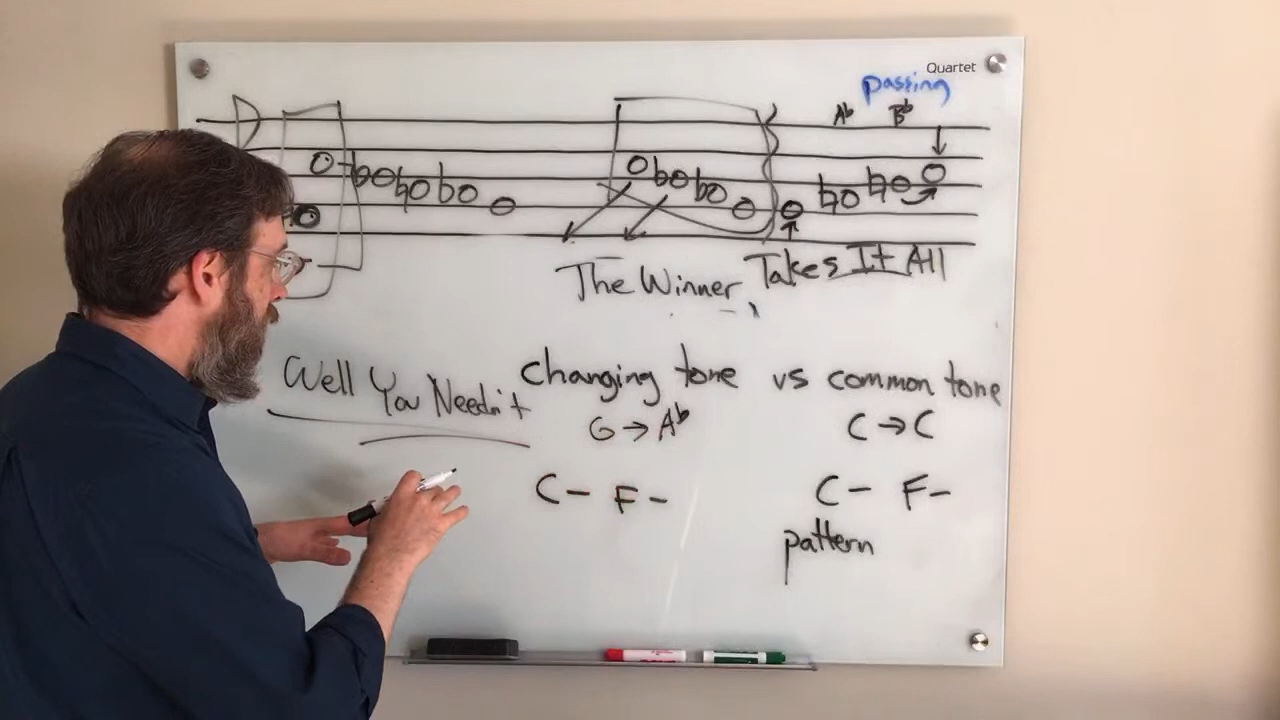 Quartet
passing
A♭ B♭
The Winner Takes It All
Well You Needn't
changing tone vs common tone
G → A♭ C → C
C- F- C- F-
pattern